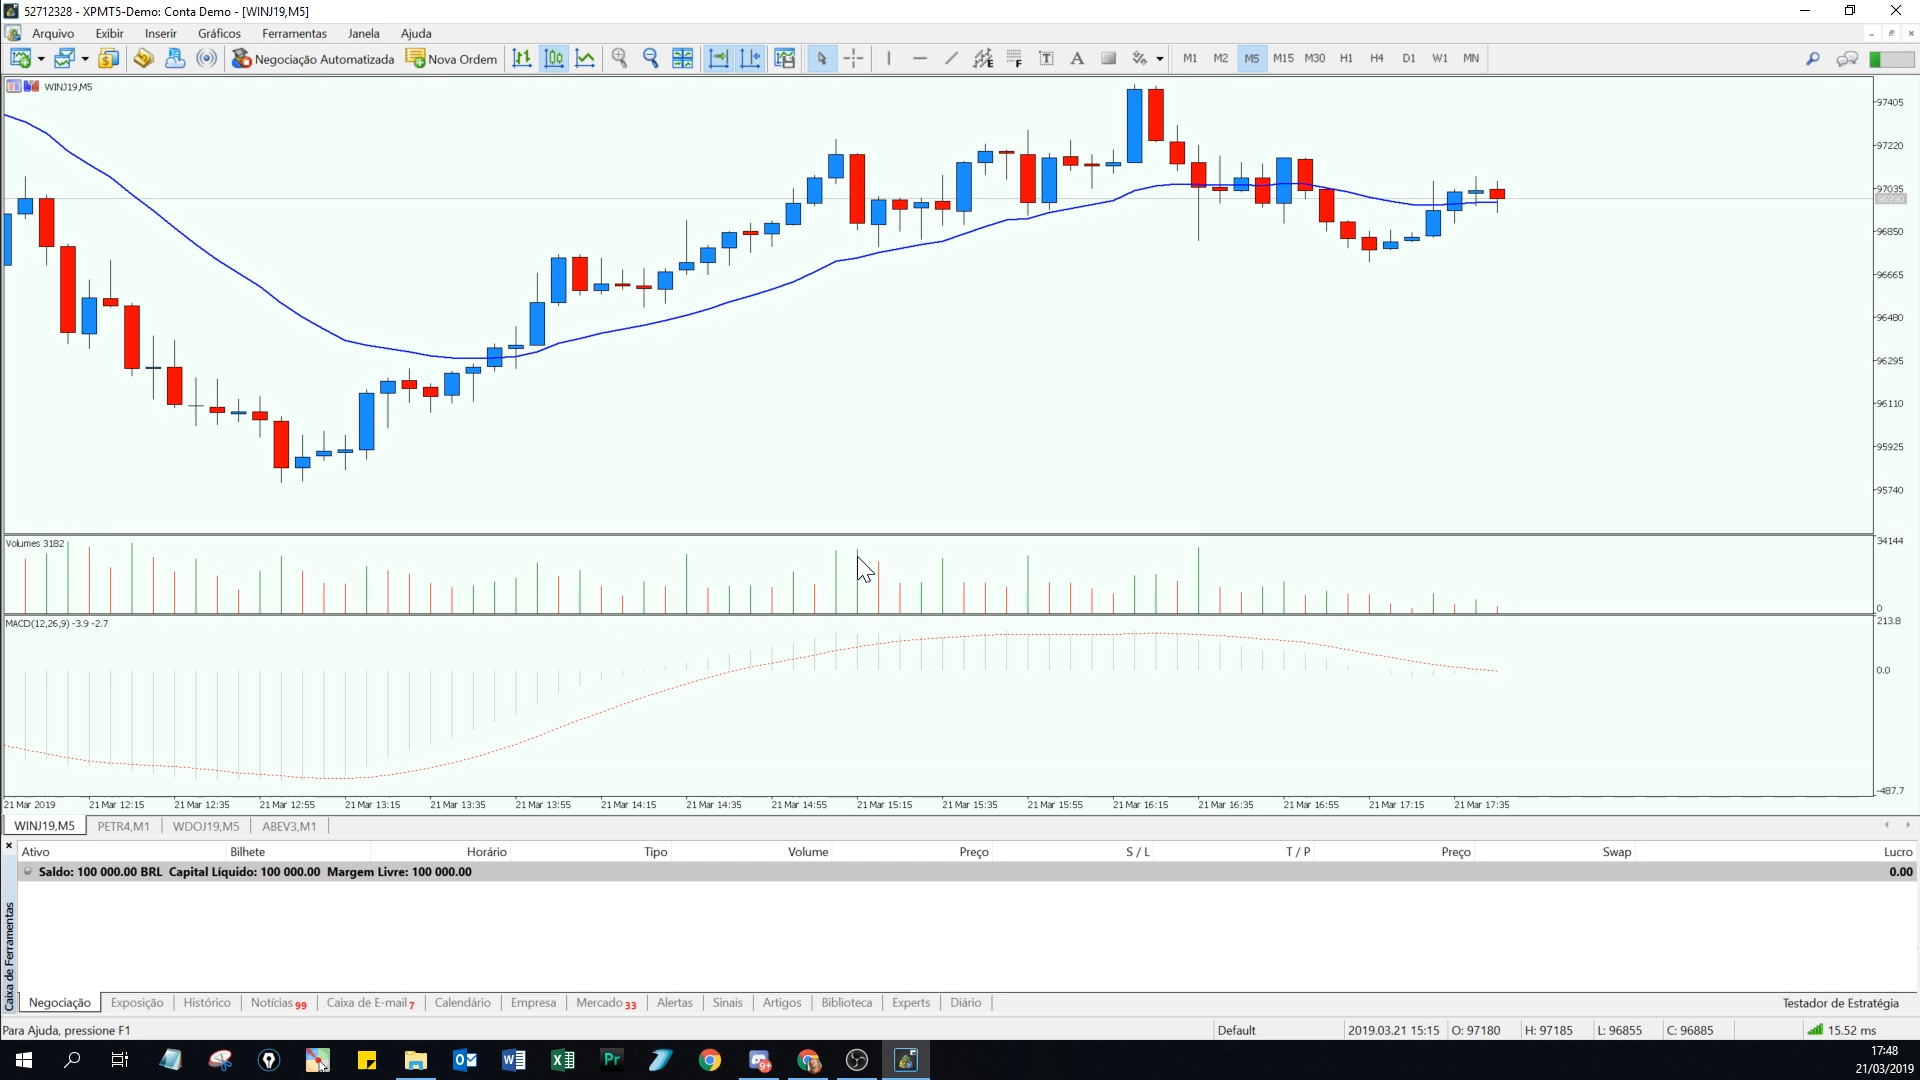 52712328 - XPMT5-Demo: Conta Demo - [WINJ19,M5]
Arquivo Exibir Inserir Gráficos Ferramentas Janela Ajuda
Negociação Automatizada Nova Ordem M1 M2 M5 M15 M30 H1 H4 D1 W1 MN
WINJ19,M5
97405
97220
97035
96990
96850
96665
96480
96295
96110
95925
95740
Volumes 3182
34144
0
MACD(12,26,9) -3.9 -2.7
213.8
0.0
-487.7
21 Mar 2019 21 Mar 12:15 21 Mar 12:35 21 Mar 12:55 21 Mar 13:15 21 Mar 13:35 21 Mar 13:55 21 Mar 14:15 21 Mar 14:35 21 Mar 14:55 21 Mar 15:15 21 Mar 15:35 21 Mar 15:55 21 Mar 16:15 21 Mar 16:35 21 Mar 16:55 21 Mar 17:15 21 Mar 17:35
WINJ19,M5 PETR4,M1 WDOJ19,M5 ABEV3,M1
Ativo Bilhete Horário Tipo Volume Preço S / L T / P Preço Swap Lucro
Saldo: 100 000.00 BRL Capital Líquido: 100 000.00 Margem Livre: 100 000.00 0.00
Caixa de Ferramentas
Negociação Exposição Histórico Notícias 99 Caixa de E-mail 7 Calendário Empresa Mercado 33 Alertas Sinais Artigos Biblioteca Experts Diário Testador de Estratégia
Para Ajuda, pressione F1 Default 2019.03.21 15:15 O: 97180 H: 97185 L: 96855 C: 96885 15.52 ms
17:48
21/03/2019